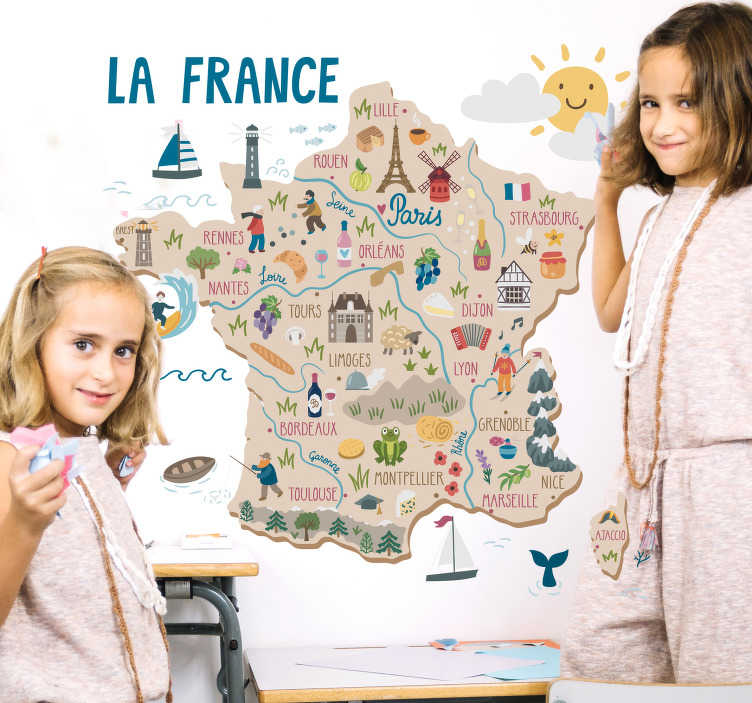 LA FRANCE
LILLE
ROUEN
Seine
Paris
STRASBOURG
BREST
RENNES
ORLÉANS
Loire
NANTES
TOURS
DIJON
LIMOGES
LYON
BORDEAUX
GRENOBLE
Rhône
Garonne
MONTPELLIER
TOULOUSE
MARSEILLE
NICE
AJACCIO